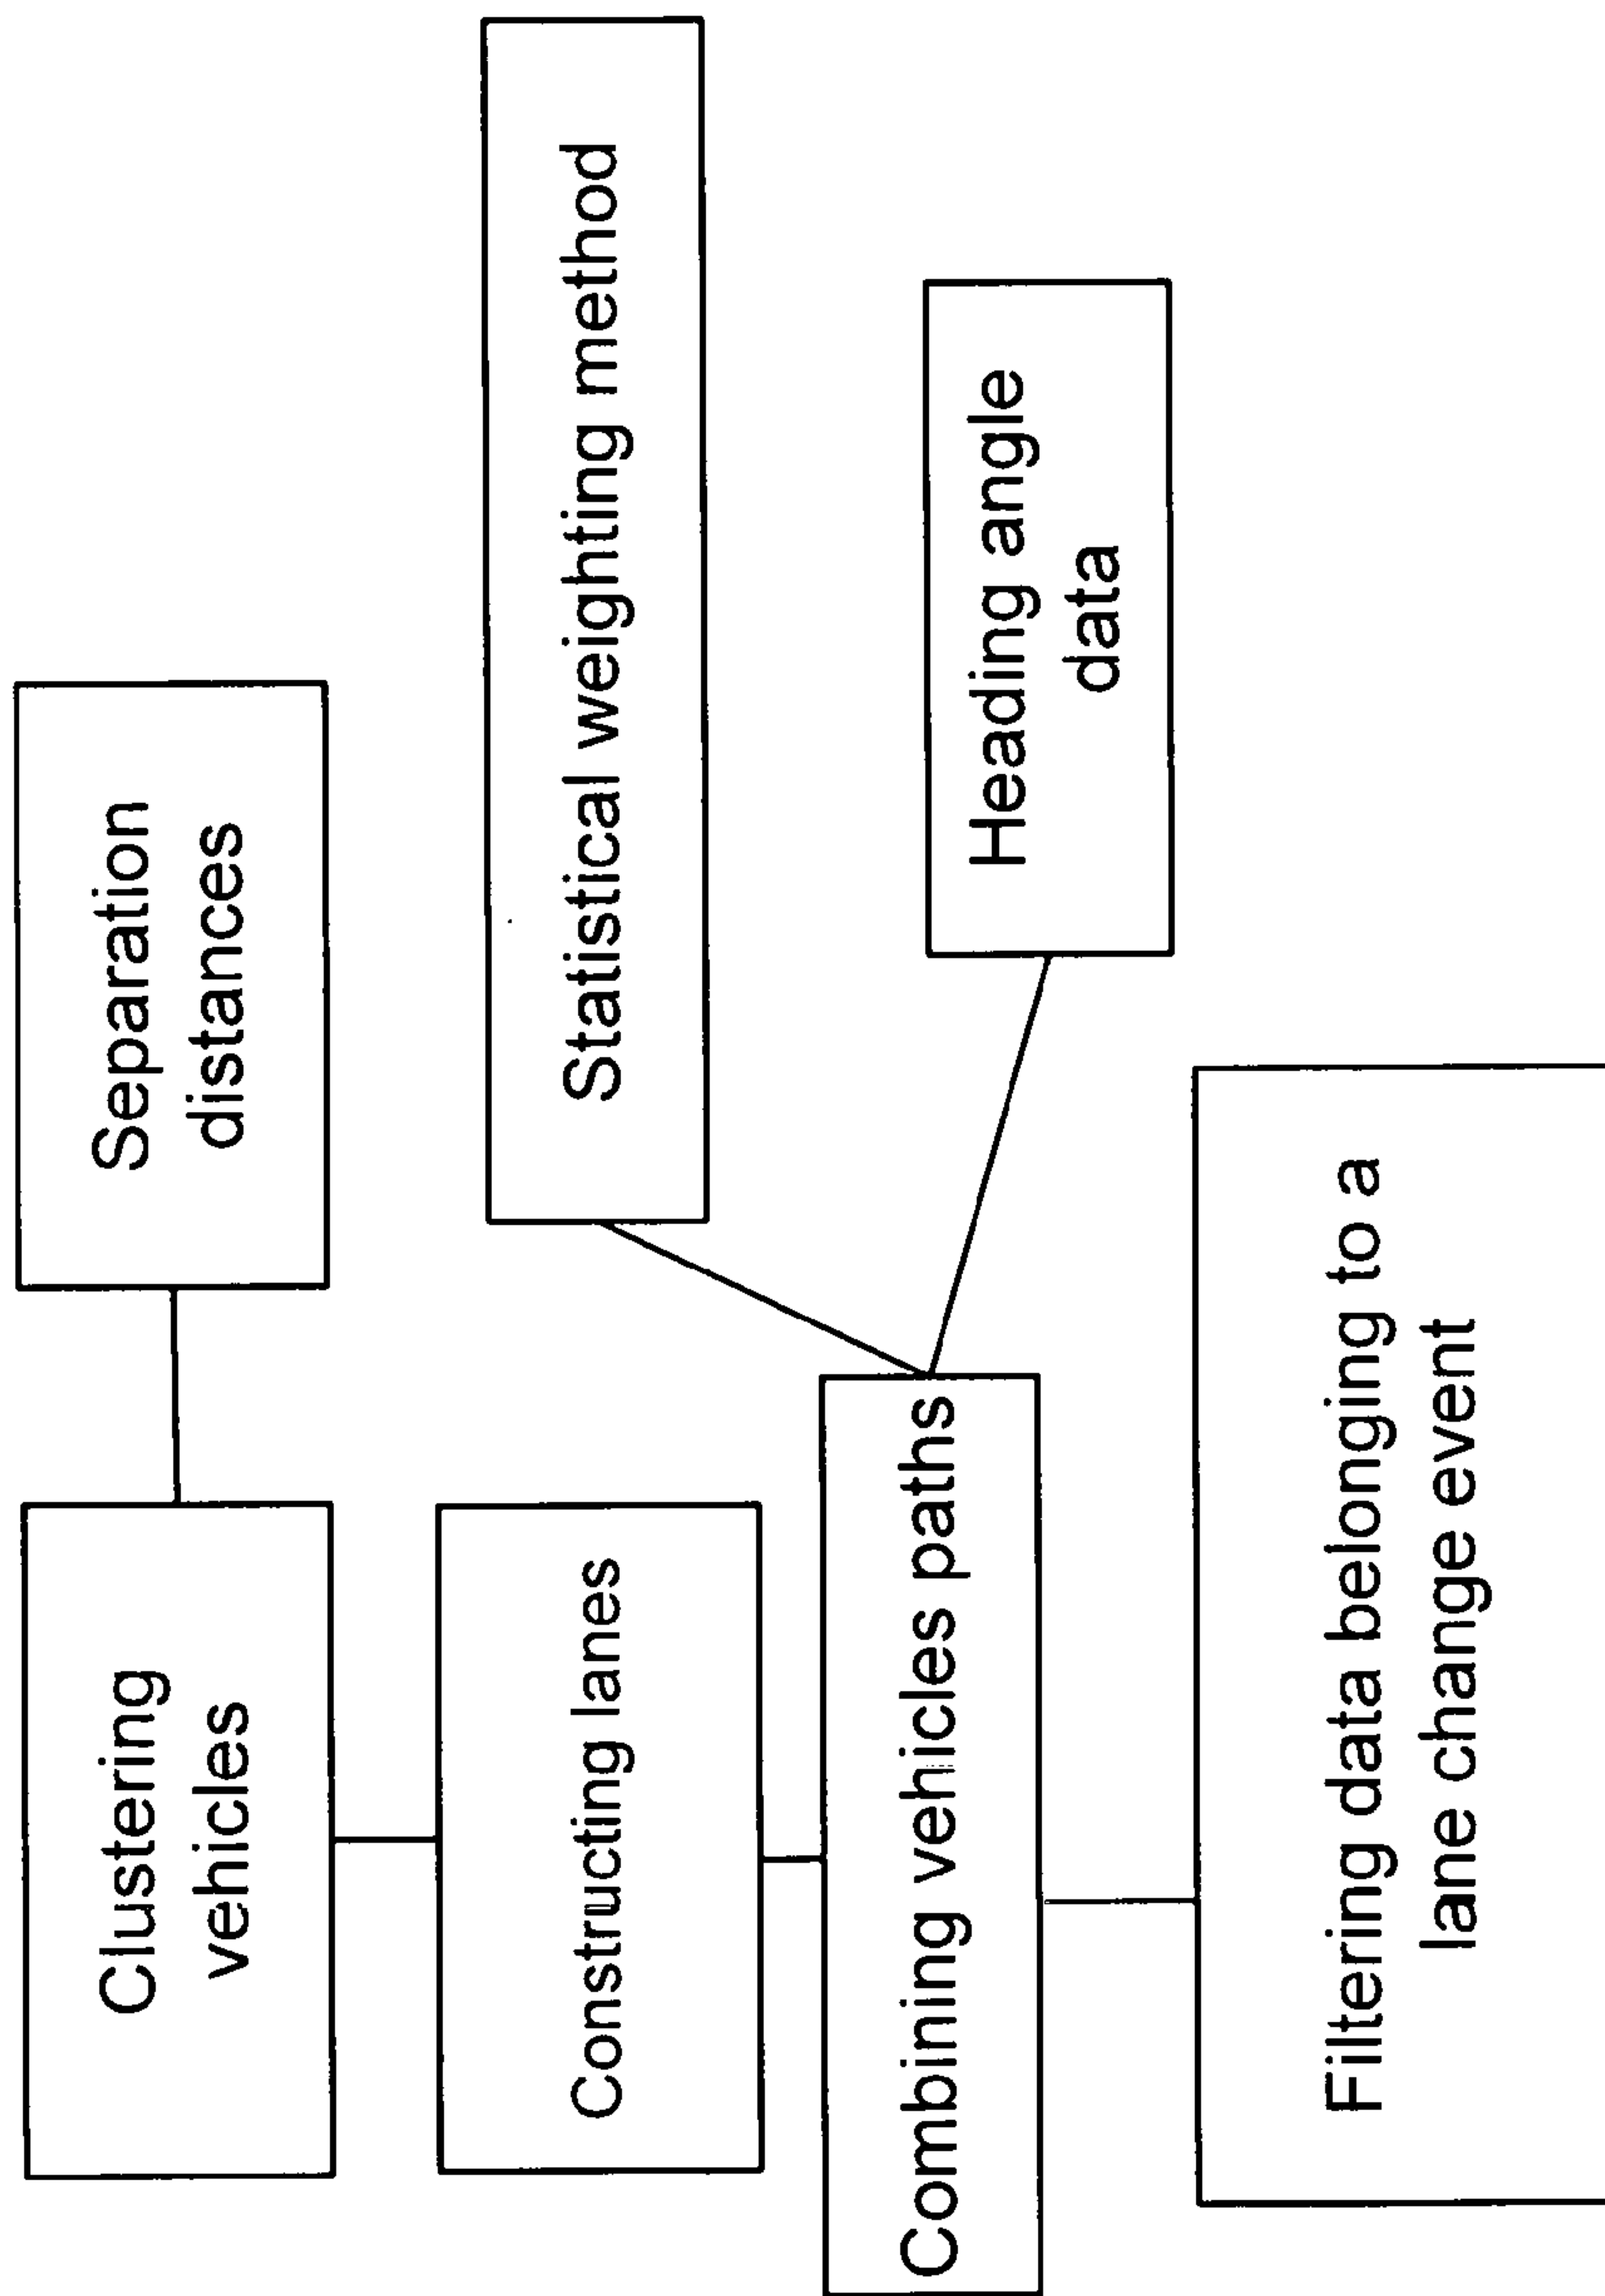 Clustering
vehicles
Separation
distances
Constructing lanes
Statistical weighting method
Combining vehicles paths
Heading angle
data
Filtering data belonging to a
lane change event